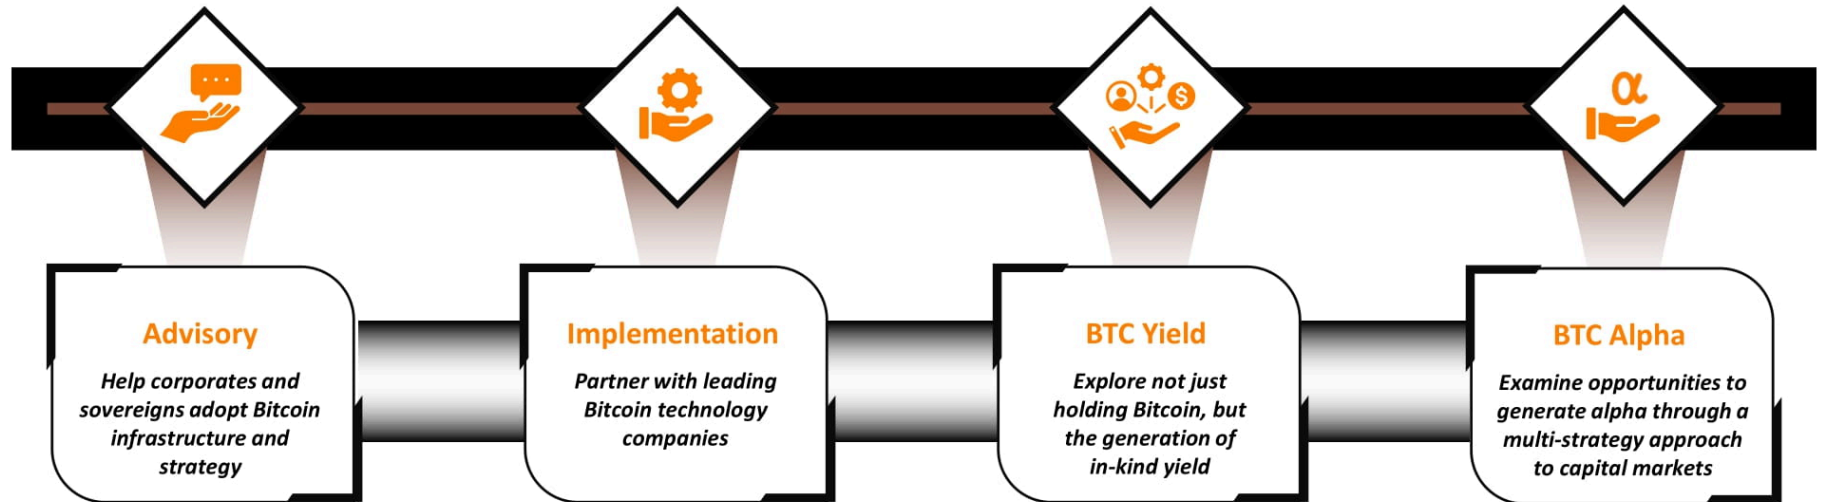 α
Advisory
Help corporates and
sovereigns adopt Bitcoin
infrastructure and
strategy
Implementation
Partner with leading
Bitcoin technology
companies
BTC Yield
Explore not just
holding Bitcoin, but
the generation of
in-kind yield
BTC Alpha
Examine opportunities to
generate alpha through a
multi-strategy approach
to capital markets